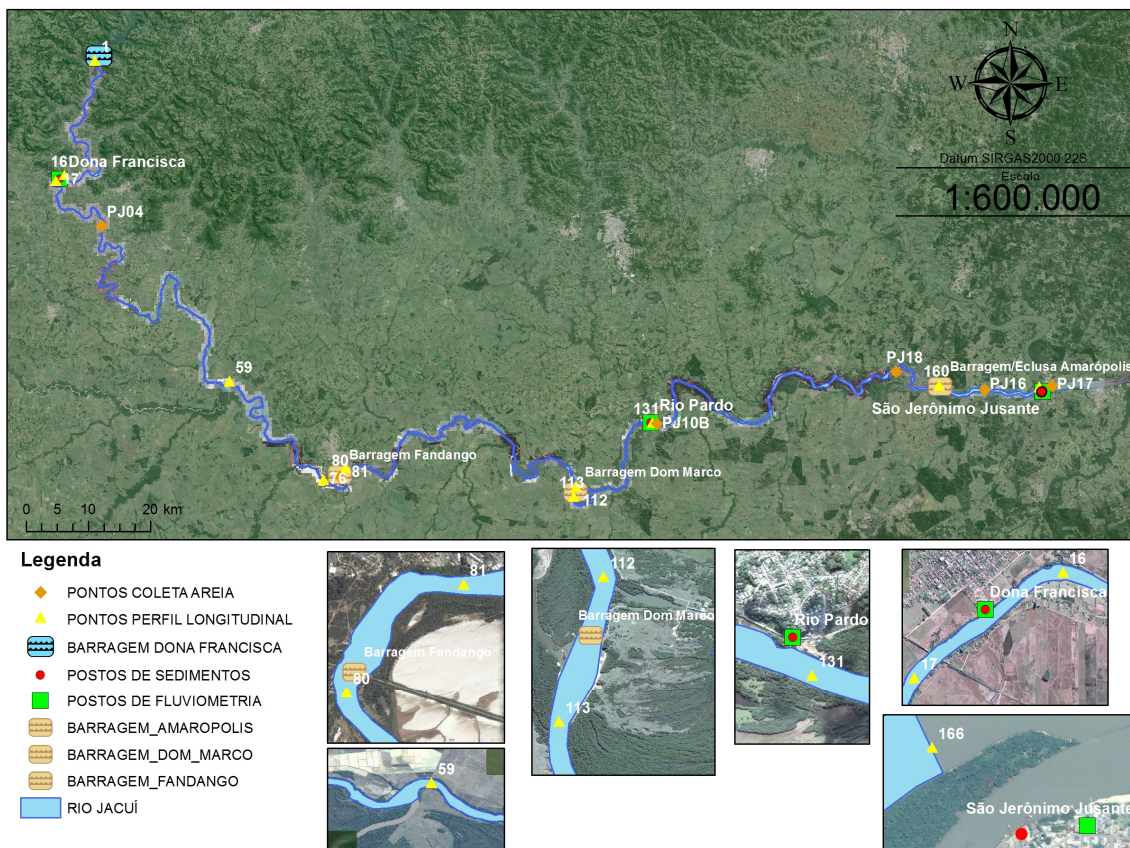 1
N
W
E
S
Datum SIRGAS2000 22S
Escala
1:600.000
16
Dona Francisca
17
PJ04
59
80
Barragem Fandango
81
76
113
Barragem Dom Marco
112
131
Rio Pardo
PJ10B
PJ18
160
Barragem/Eclusa Amarópolis
PJ16
PJ17
São Jerônimo Jusante
0 5 10 20 km
Legenda
PONTOS COLETA AREIA
PONTOS PERFIL LONGITUDINAL
BARRAGEM DONA FRANCISCA
POSTOS DE SEDIMENTOS
POSTOS DE FLUVIOMETRIA
BARRAGEM_AMAROPOLIS
BARRAGEM_DOM_MARCO
BARRAGEM_FANDANGO
RIO JACUÍ
81
Barragem Fandango
80
59
112
Barragem Dom Marco
113
Rio Pardo
131
16
Dona Francisca
17
166
São Jerônimo Jusante